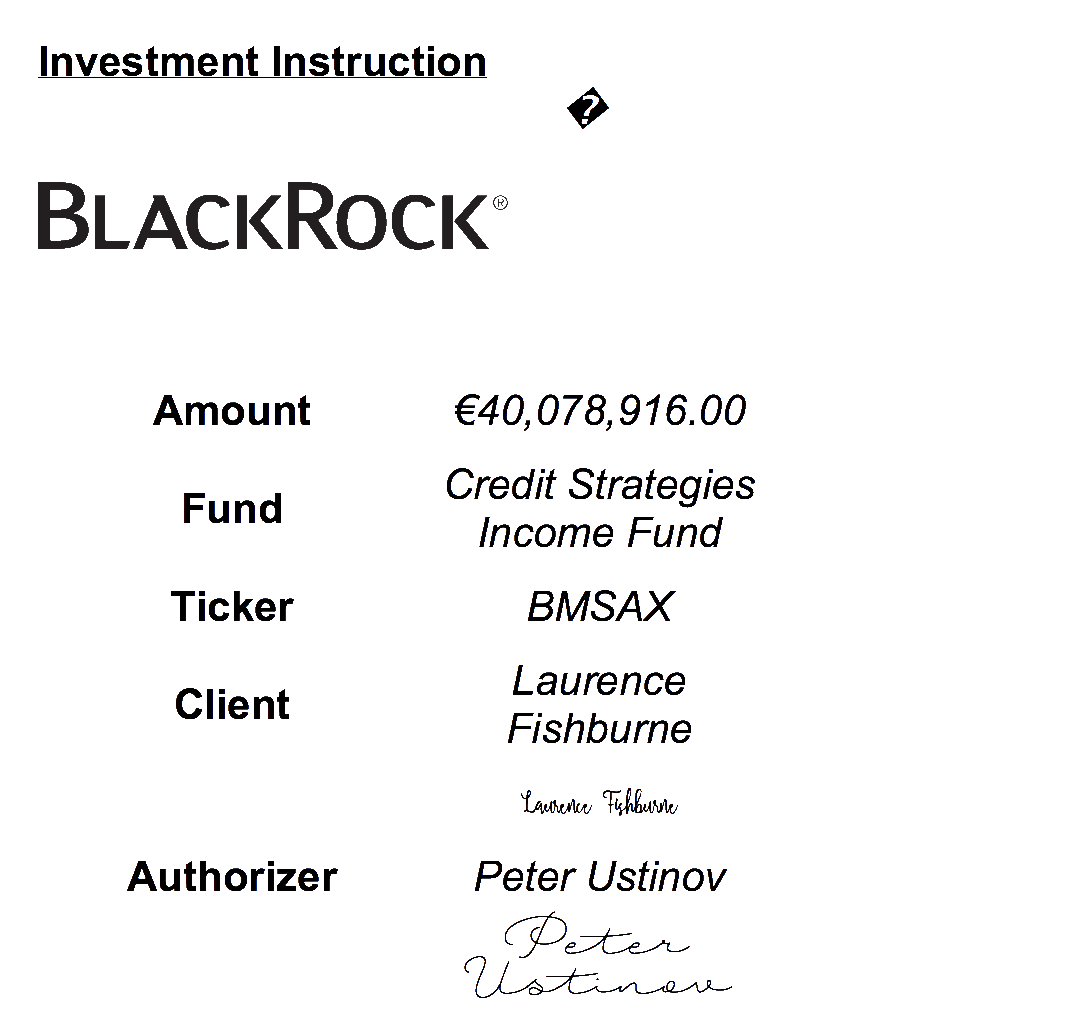 Investment Instruction
�
BLACKROCK®
Amount €40,078,916.00
Fund Credit Strategies
Income Fund
Ticker BMSAX
Client Laurence
Fishburne
Laurence Fishburne
Authorizer Peter Ustinov
Peter
Ustinov